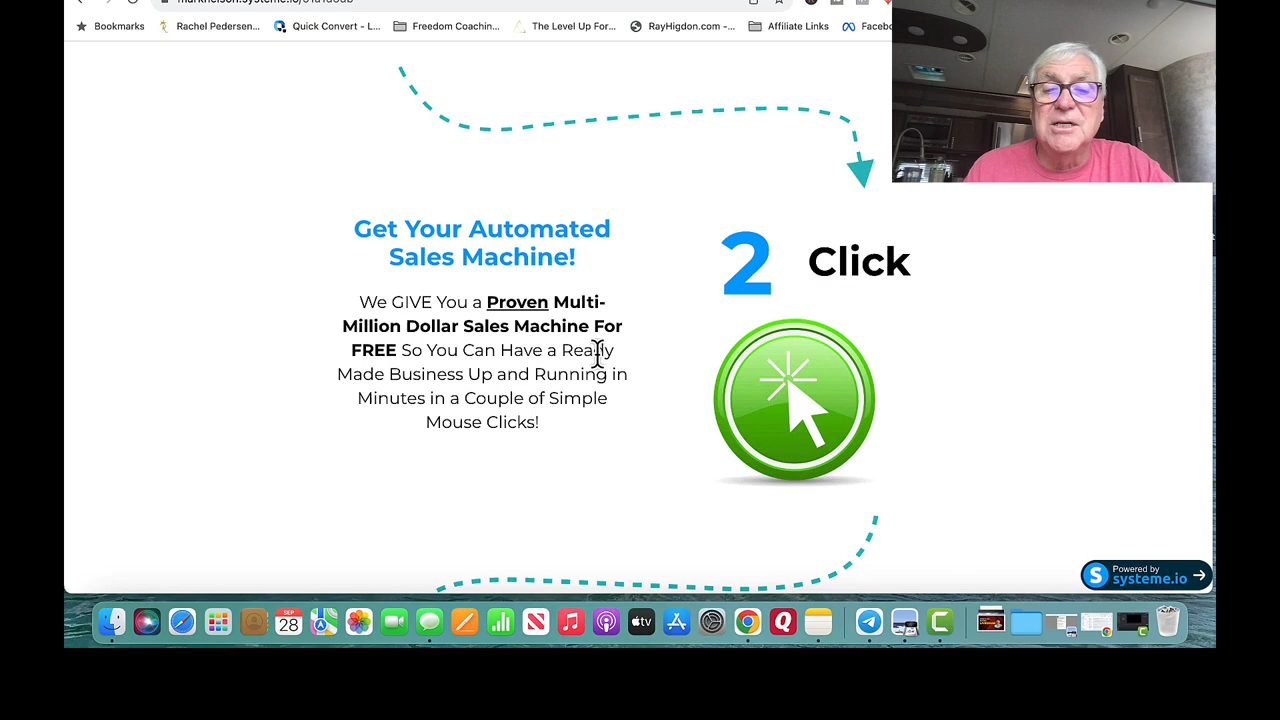 Bookmarks
Rachel Pedersen...
Quick Convert - L...
Freedom Coachin...
The Level Up For...
RayHigdon.com -...
Affiliate Links
Get Your Automated
Sales Machine!
We GIVE You a Proven Multi-
Million Dollar Sales Machine For
FREE So You Can Have a Really
Made Business Up and Running in
Minutes in a Couple of Simple
Mouse Clicks!
2 Click
Powered by
systeme.io
SEP
28
tv